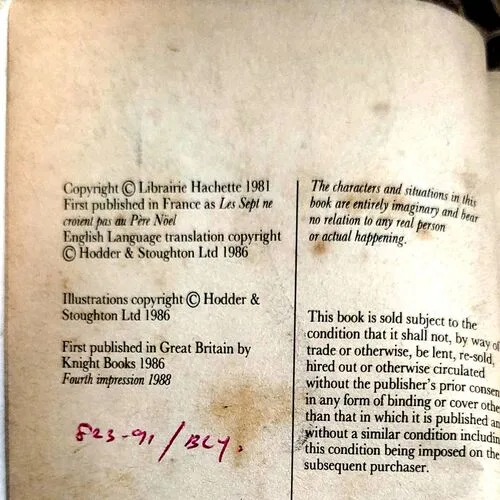 Copyright © Librairie Hachette 1981
First published in France as Les Sept ne
croient pas au Père Nöel
English Language translation copyright
© Hodder & Stoughton Ltd 1986
Illustrations copyright © Hodder &
Stoughton Ltd 1986
First published in Great Britain by
Knight Books 1986
Fourth impression 1988
823-91/BLY.
The characters and situations in this
book are entirely imaginary and bear
no relation to any real person
or actual happening.
This book is sold subject to the
condition that it shall not, by way of
trade or otherwise, be lent, re-sold,
hired out or otherwise circulated
without the publisher's prior consen
in any form of binding or cover othe
than that in which it is published an
without a similar condition includin
this condition being imposed on the
subsequent purchaser.